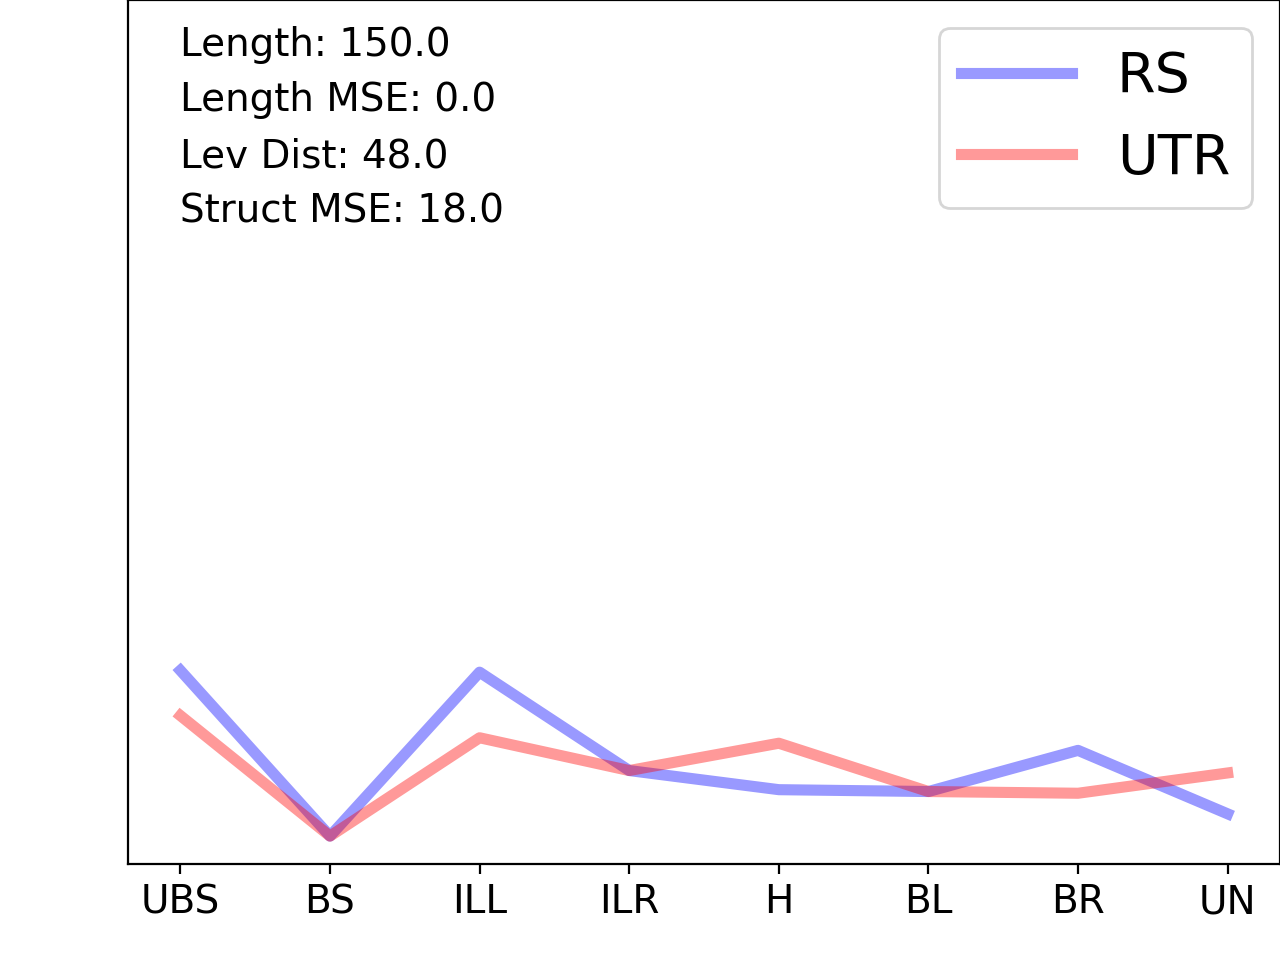 Length: 150.0
Length MSE: 0.0
Lev Dist: 48.0
Struct MSE: 18.0
RS
UTR
UBS BS ILL ILR H BL BR UN